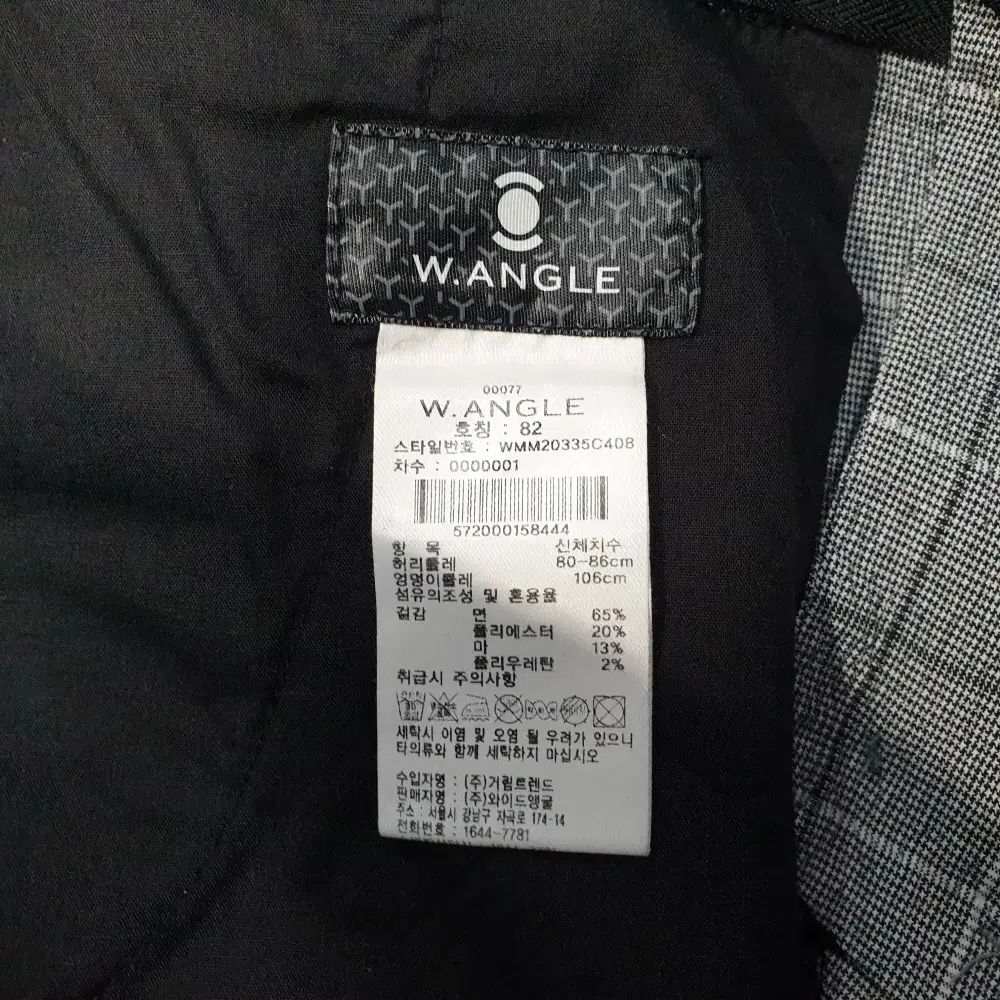 W.ANGLE
00077
W.ANGLE
호칭 : 82
스타일번호 : WMM20335C408
차수 : 0000001
572000158444
항 목 신체치수
허리둘레 80-86cm
엉덩이둘레 106cm
섬유의조성 및 혼용율
겉감 면 65%
폴리에스터 20%
마 13%
폴리우레탄 2%
취급시 주의사항
세탁시 이염 및 오염 될 우려가 있으니
타의류와 함께 세탁하지 마십시오
수입자명 : (주)거림트렌드
판매자명 : (주)와이드앵글
주소 : 서울시 강남구 자곡로 174-14
전화번호 : 1644-7781